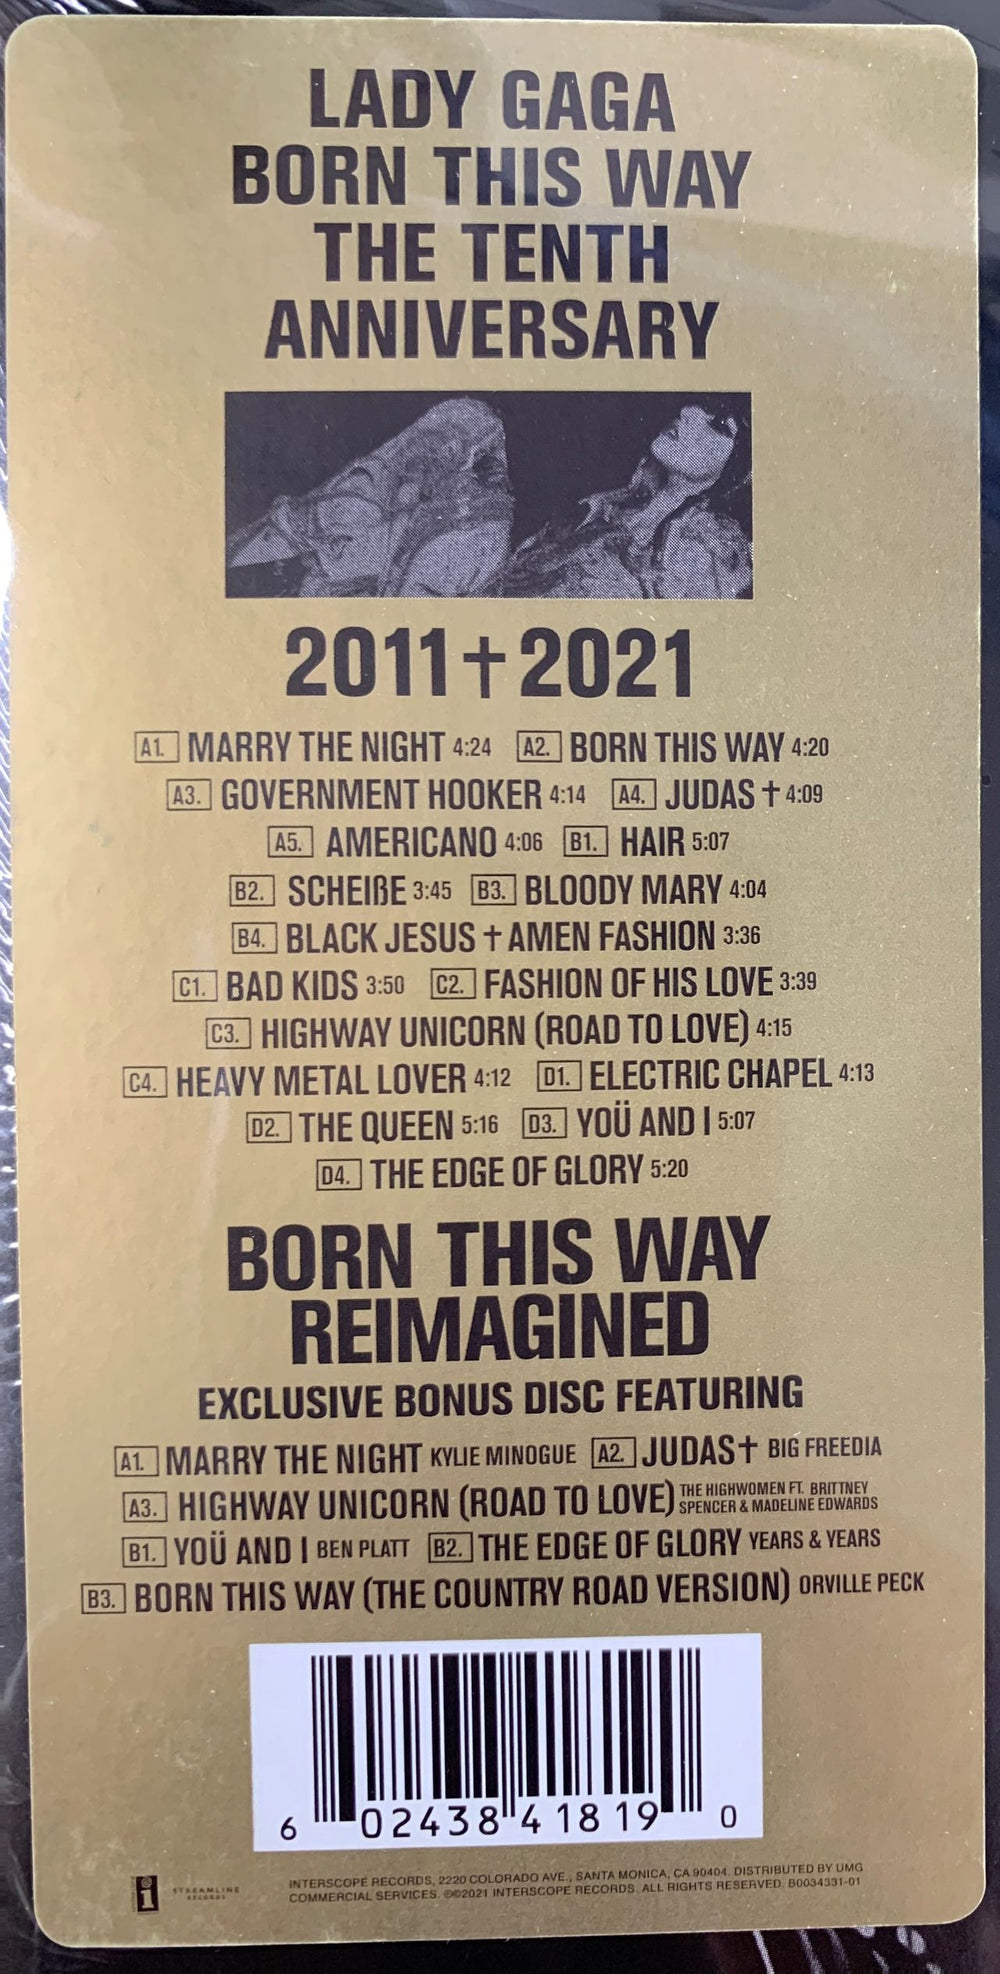 LADY GAGA
BORN THIS WAY
THE TENTH
ANNIVERSARY
2011✝2021
A1. MARRY THE NIGHT 4:24 A2. BORN THIS WAY 4:20
A3. GOVERNMENT HOOKER 4:14 A4. JUDAS ✝ 4:09
A5. AMERICANO 4:06 B1. HAIR 5:07
B2. SCHEIßE 3:45 B3. BLOODY MARY 4:04
B4. BLACK JESUS ✝ AMEN FASHION 3:36
C1. BAD KIDS 3:50 C2. FASHION OF HIS LOVE 3:39
C3. HIGHWAY UNICORN (ROAD TO LOVE) 4:15
C4. HEAVY METAL LOVER 4:12 D1. ELECTRIC CHAPEL 4:13
D2. THE QUEEN 5:16 D3. YOÜ AND I 5:07
D4. THE EDGE OF GLORY 5:20
BORN THIS WAY
REIMAGINED
EXCLUSIVE BONUS DISC FEATURING
A1. MARRY THE NIGHT KYLIE MINOGUE A2. JUDAS✝ BIG FREEDIA
A3. HIGHWAY UNICORN (ROAD TO LOVE) THE HIGHWOMEN FT. BRITTNEY
SPENCER & MADELINE EDWARDS
B1. YOÜ AND I BEN PLATT B2. THE EDGE OF GLORY YEARS & YEARS
B3. BORN THIS WAY (THE COUNTRY ROAD VERSION) ORVILLE PECK
6 02438 41819 0
i STREAMLINE
RECORDS
INTERSCOPE RECORDS, 2220 COLORADO AVE., SANTA MONICA, CA 90404. DISTRIBUTED BY UMG
COMMERCIAL SERVICES. ℗©2021 INTERSCOPE RECORDS. ALL RIGHTS RESERVED. B0034331-01